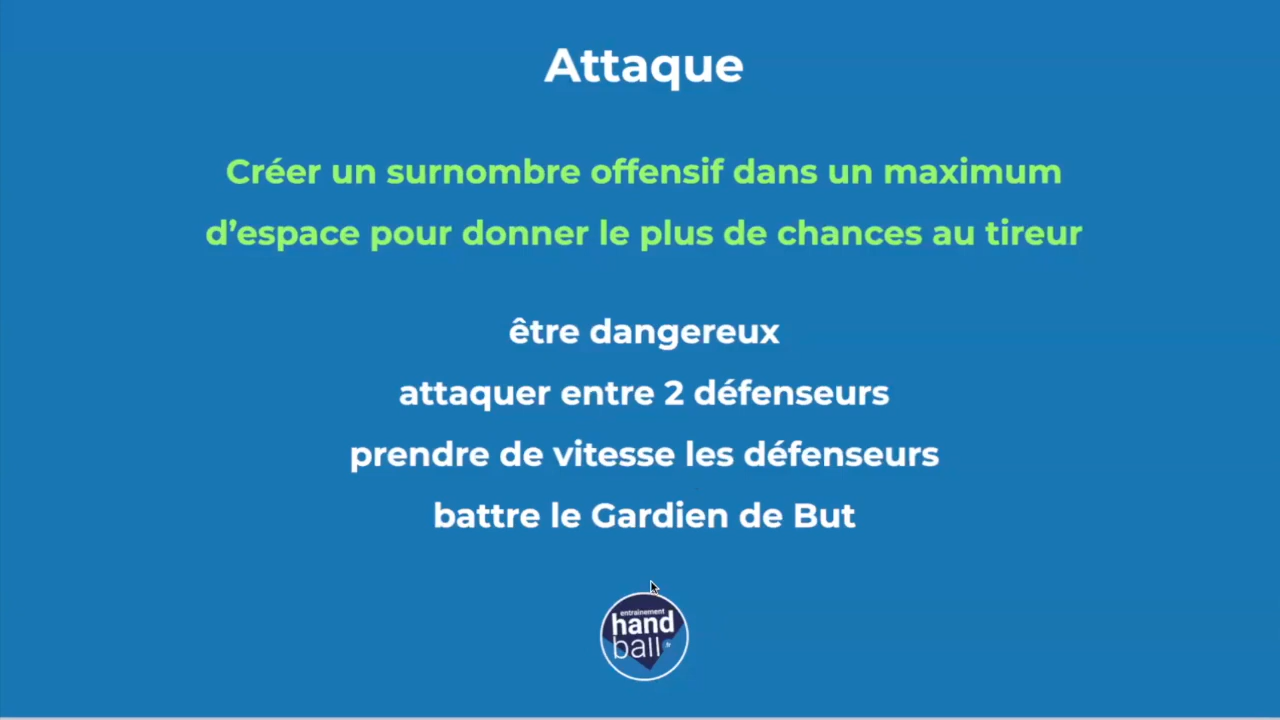 Attaque
Créer un surnombre offensif dans un maximum
d’espace pour donner le plus de chances au tireur
être dangereux
attaquer entre 2 défenseurs
prendre de vitesse les défenseurs
battre le Gardien de But
entrainement
hand
ball
.fr